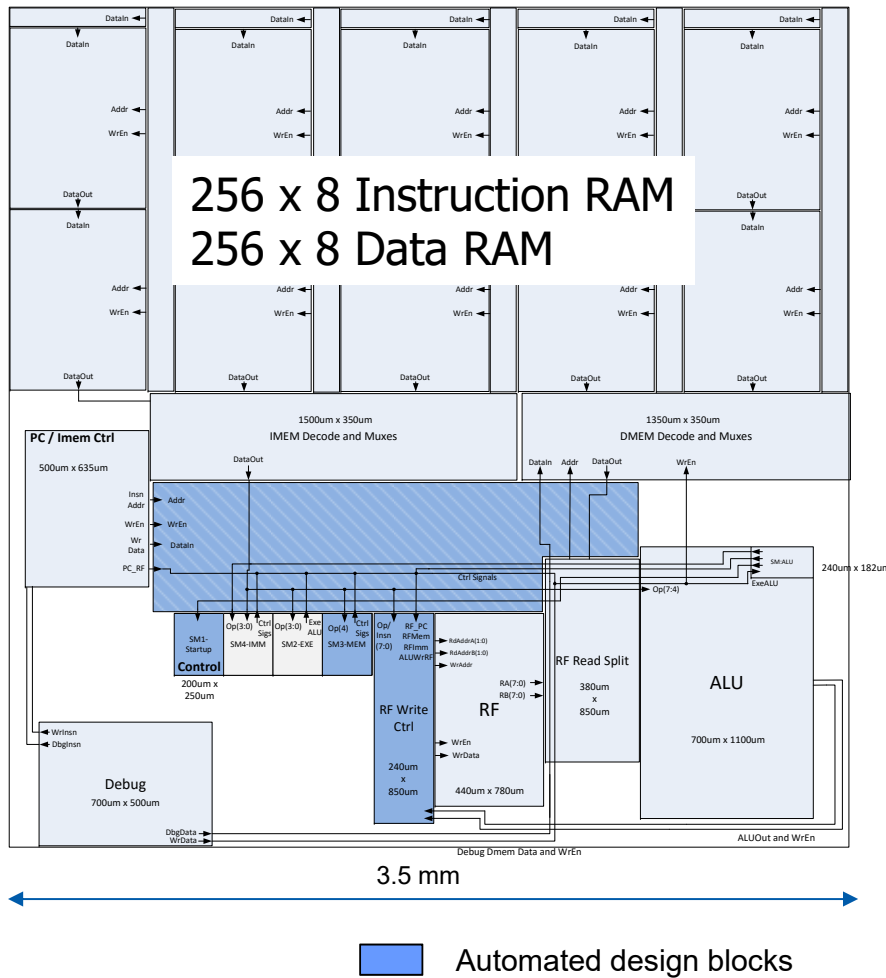 DataIn
DataIn
DataIn
DataIn
DataIn
DataIn
DataIn
DataIn
DataIn
DataIn
Addr
Addr
Addr
Addr
Addr
WrEn
WrEn
WrEn
WrEn
WrEn
256 x 8 Instruction RAM
256 x 8 Data RAM
DataOut
DataIn
DataOut
DataIn
Addr
Addr
Addr
Addr
Addr
WrEn
WrEn
WrEn
WrEn
WrEn
DataOut
DataOut
DataOut
DataOut
DataOut
1500um x 350um
IMEM Decode and Muxes
DataOut
1350um x 350um
DMEM Decode and Muxes
DataIn
Addr
DataOut
WrEn
PC / Imem Ctrl
500um x 635um
Insn
Addr
WrEn
Wr
Data
PC_RF
Addr
WrEn
DataIn
Ctrl Signals
SM:ALU
ExeALU
240um x 182um
Op(7:4)
SM1-
Startup
Control
200um x
250um
Op(3:0)
Ctrl
Sigs
SM4-IMM
Op(3:0)
Exe
ALU
SM2-EXE
Op(4)
Ctrl
Sigs
SM3-MEM
Op/
Insn
(7:0)
RF_PC
RFMem
RFImm
ALUWrRF
RF Write
Ctrl
240um
x
850um
RdAddrA(1:0)
RdAddrB(1:0)
WrAddr
RA(7:0)
RB(7:0)
RF
WrEn
WrData
440um x 780um
RF Read Split
380um
x
850um
ALU
700um x 1100um
WrInsn
DbgInsn
Debug
700um x 500um
DbgData
WrData
ALUOut and WrEn
Debug Dmem Data and WrEn
3.5 mm
Automated design blocks